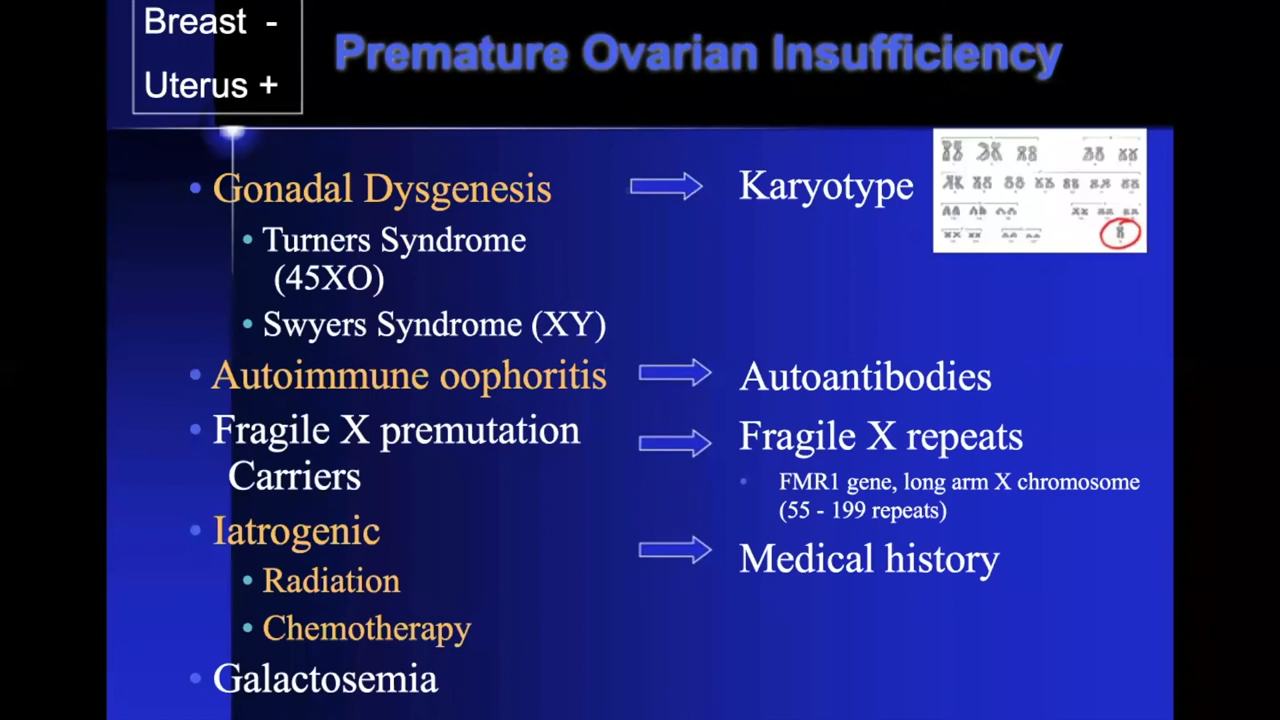 Breast -
Uterus +
Premature Ovarian Insufficiency
• Gonadal Dysgenesis
• Turners Syndrome
(45XO)
• Swyers Syndrome (XY)
• Autoimmune oophoritis
• Fragile X premutation
Carriers
• Iatrogenic
• Radiation
• Chemotherapy
• Galactosemia
Karyotype
Autoantibodies
Fragile X repeats
• FMR1 gene, long arm X chromosome
(55 - 199 repeats)
Medical history